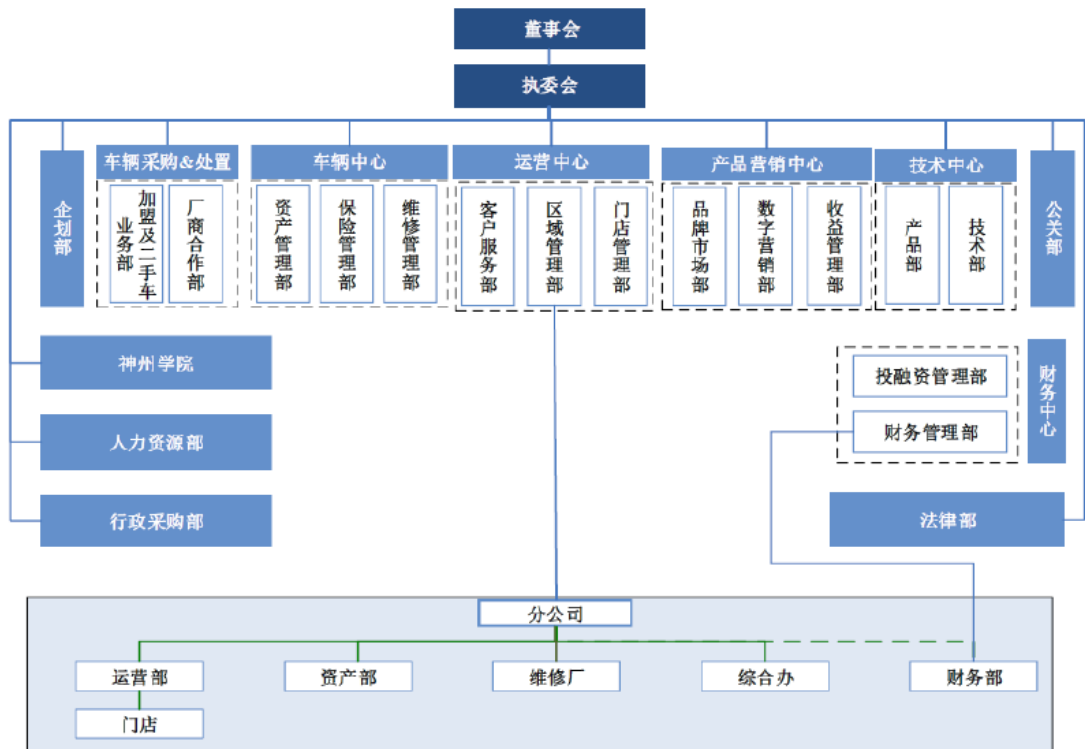 董事会
执委会
企划部
车辆采购&处置
车辆中心
运营中心
产品营销中心
技术中心
公关部
加盟及二手车
业务部
厂商合作部
资产管理部
保险管理部
维修管理部
客户服务部
区域管理部
门店管理部
品牌市场部
数字营销部
收益管理部
产品部
技术部
神州学院
投融资管理部
财务中心
人力资源部
财务管理部
行政采购部
法律部
分公司
运营部
资产部
维修厂
综合办
财务部
门店